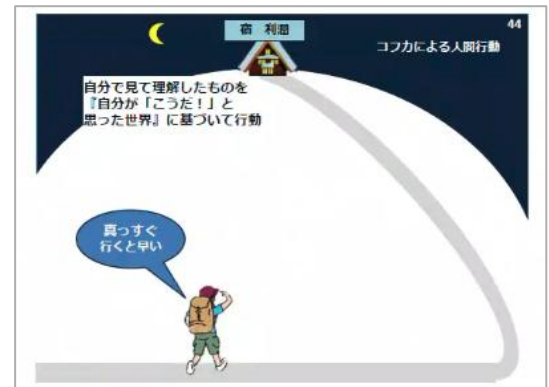 44
宿 利潤
コフカによる人間行動
自分で見て理解したものを
『自分が「こうだ！」と
思った世界』に基づいて行動
真っすぐ
行くと早い